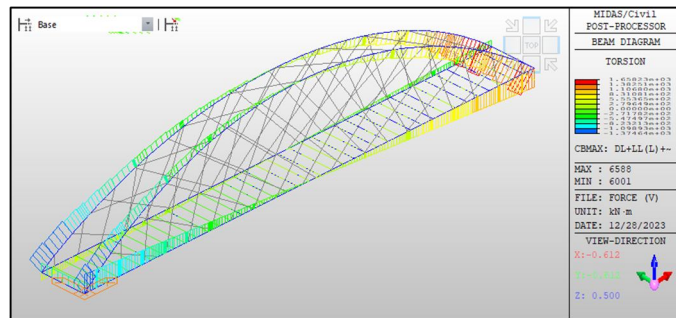 Base
TOP
MIDAS/Civil
POST-PROCESSOR
BEAM DIAGRAM
TORSION
1.65823e+03
1.38251e+03
1.10680e+03
8.31081e+02
5.55365e+02
2.79649e+02
0.00000e+00
-2.71782e+02
-5.47497e+02
-8.23213e+02
-1.09893e+03
-1.37464e+03
CBMAX: DL+LL(L)+~
MAX : 6588
MIN : 6001
FILE: FORCE (V)
UNIT: kN·m
DATE: 12/28/2023
VIEW-DIRECTION
X:-0.612
Z: 0.500